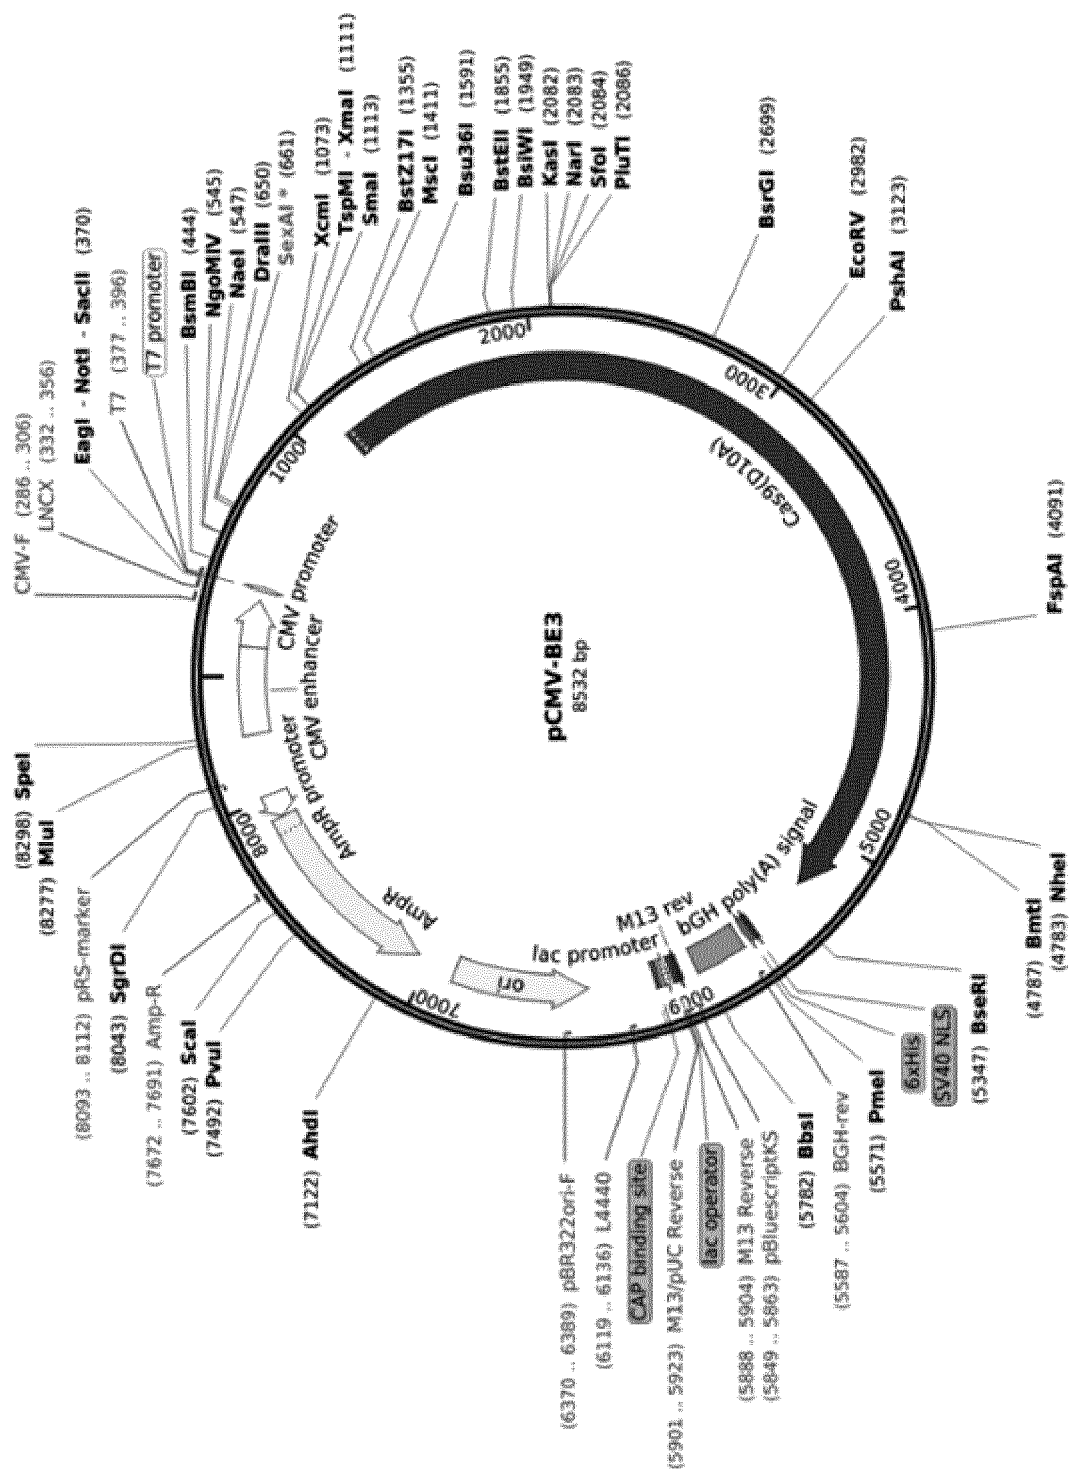 CMV-F (286 .. 306)
LNCX (332 .. 356)
EagI - NotI - SacII (370)
T7 (377 .. 396)
T7 promoter
BsmBI (444)
NgoMIV (545)
NaeI (547)
DraIII (650)
SexAI * (661)
XcmI (1073)
TspMI - XmaI (1111)
SmaI (1113)
BstZ17I (1355)
MscI (1411)
Bsu36I (1591)
BstEII (1855)
BsiWI (1949)
KasI (2082)
NarI (2083)
SfoI (2084)
PluTI (2086)
BsrGI (2699)
EcoRV (2982)
PshAI (3123)
FspAI (4091)
(4783) NheI
(4787) BmtI
(5347) BseRI
SV40 NLS
6xHis
(5571) PmeI
(5587 .. 5604) BGH-rev
(5782) BbsI
(5849 .. 5863) pBluescriptKS
(5888 .. 5904) M13 Reverse
lac operator
(5901 .. 5923) M13/pUC Reverse
CAP binding site
(6119 .. 6136) L4440
(6370 .. 6389) pBR322ori-F
(7122) AhdI
(7492) PvuI
(7602) ScaI
(7672 .. 7691) Amp-R
(8043) SgrDI
(8093 .. 8112) pRS-marker
(8277) MluI
(8298) SpeI
1000
2000
3000
4000
5000
6000
7000
8000
CMV enhancer
CMV promoter
Cas9(D10A)
bGH poly(A) signal
M13 rev
lac promoter
ori
AmpR
AmpR promoter
pCMV-BE3
8532 bp